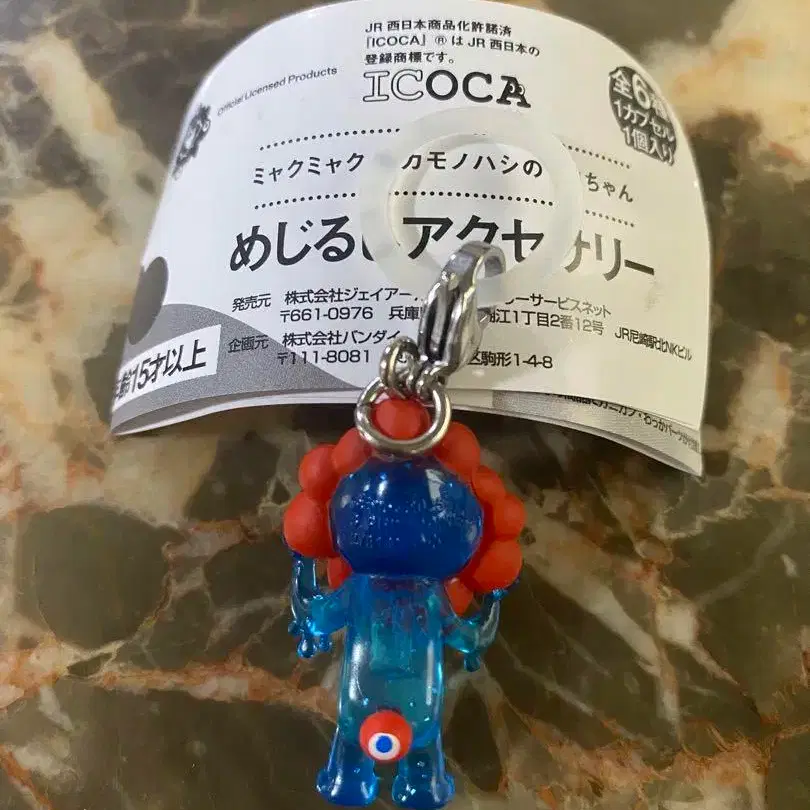 JR西日本商品化許諾済
『ICOCA』®はJR西日本の
登録商標です。
ICOCA
Official Licensed Products
全6種
1カプセル
1個入り
ミャクミャク カモノハシの ちゃん
めじるしアクセサリー
発売元 株式会社ジェイアール サービスネット
〒661-0976 兵庫 江1丁目2番12号 JR尼崎駅北NKビル
企画元 株式会社バンダイ
〒111-8081 区駒形1-4-8
齢15才以上